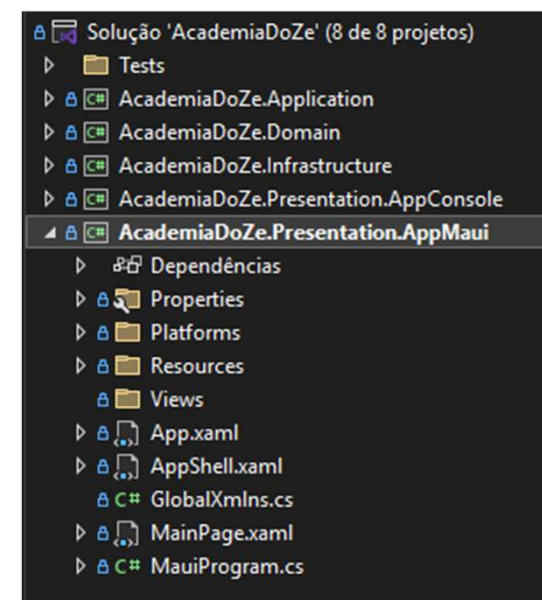 Solução 'AcademiaDoZe' (8 de 8 projetos)
Tests
C# AcademiaDoZe.Application
C# AcademiaDoZe.Domain
C# AcademiaDoZe.Infrastructure
C# AcademiaDoZe.Presentation.AppConsole
C# AcademiaDoZe.Presentation.AppMaui
Dependências
Properties
Platforms
Resources
Views
App.xaml
AppShell.xaml
C# GlobalXmlns.cs
MainPage.xaml
C# MauiProgram.cs